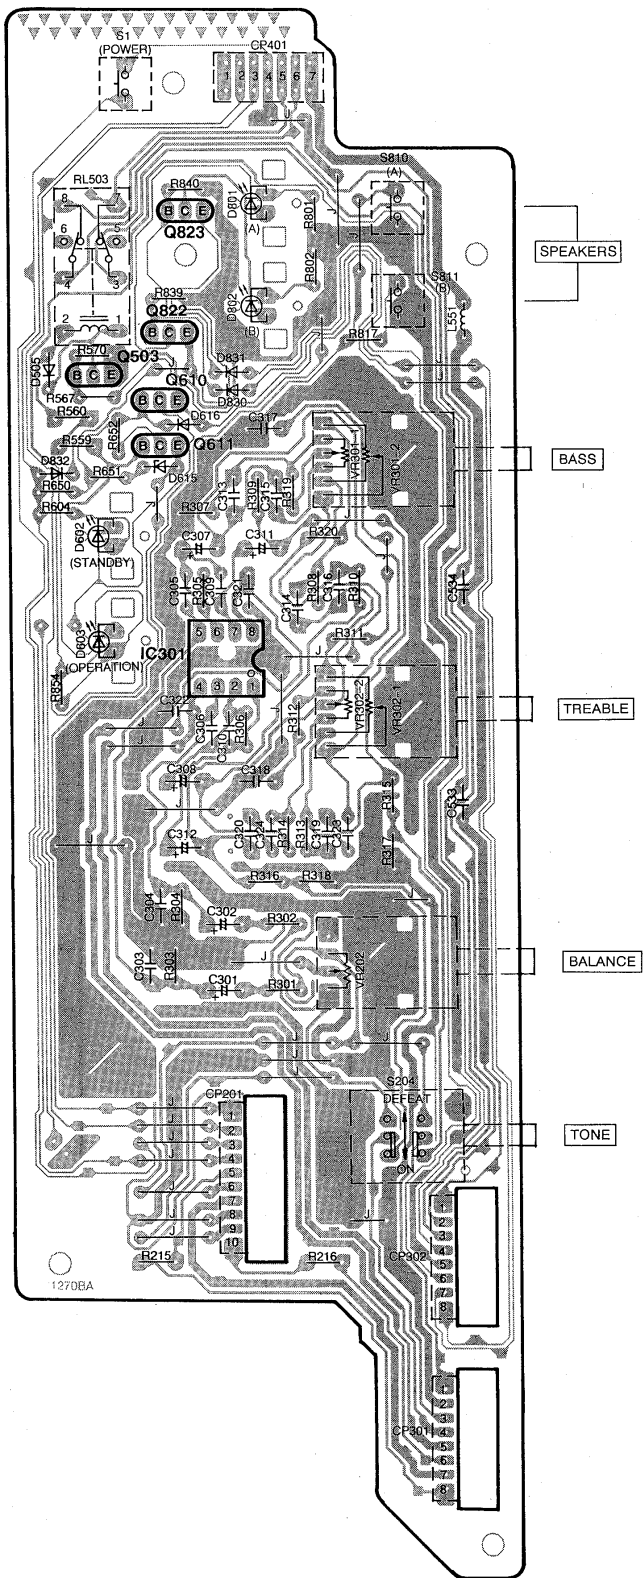 S1
(POWER)
CP401
1 2 3 4 5 6 7
RL503
8 7
6 5
4 3
2 1
R840
B C E
Q823
D801
(A)
R801
S810
(A)
SPEAKERS
R802
S811
(B)
R839
Q822
B C E
D802
(B)
L551
R817
R570
Q503
B C E
D505
D831
D830
Q610
B C E
R567
R560
D616
C317
R652
R559
B C E
Q611
VR301-1
VR301-2
BASS
D832
R651
D615
R650
R604
C313
R309
C315
R319
R307
J
D602
(STANDBY)
C307
+
C311
+
R320
J
C305
R305
C309
C321
C314
R308
C316
R310
C534
D603
(OPERATION)
IC301
5 6 7 8
4 3 2 1
R311
J
R854
C322
J
J
C306
C310
R306
J
R312
VR302-2
VR302-1
TREABLE
C308
+
C318
J
R315
C533
C312
+
J
C320
C324
R314
R313
C319
C323
R317
R316
R318
J
C304
R304
C302
+
R302
J
C303
R303
C301
+
R301
VR202
BALANCE
J
J
J
J
S204
DEFEAT
ON
TONE
CP201
1
2
3
4
5
6
7
8
9
10
J
J
J
J
J
J
J
J
R215
R216
1270BA
CP302
1
2
3
4
5
6
7
8
CP301
1
2
3
4
5
6
7
8